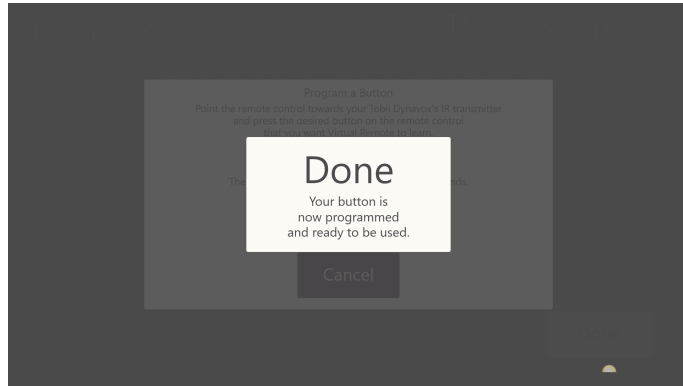 Program a Button
Point the remote control towards your Tobii Dynavox's IR transmitter
and press the desired button on the remote control
that you want Virtual Remote to learn.
The
Done
Your button is
now programmed
and ready to be used.
Cancel